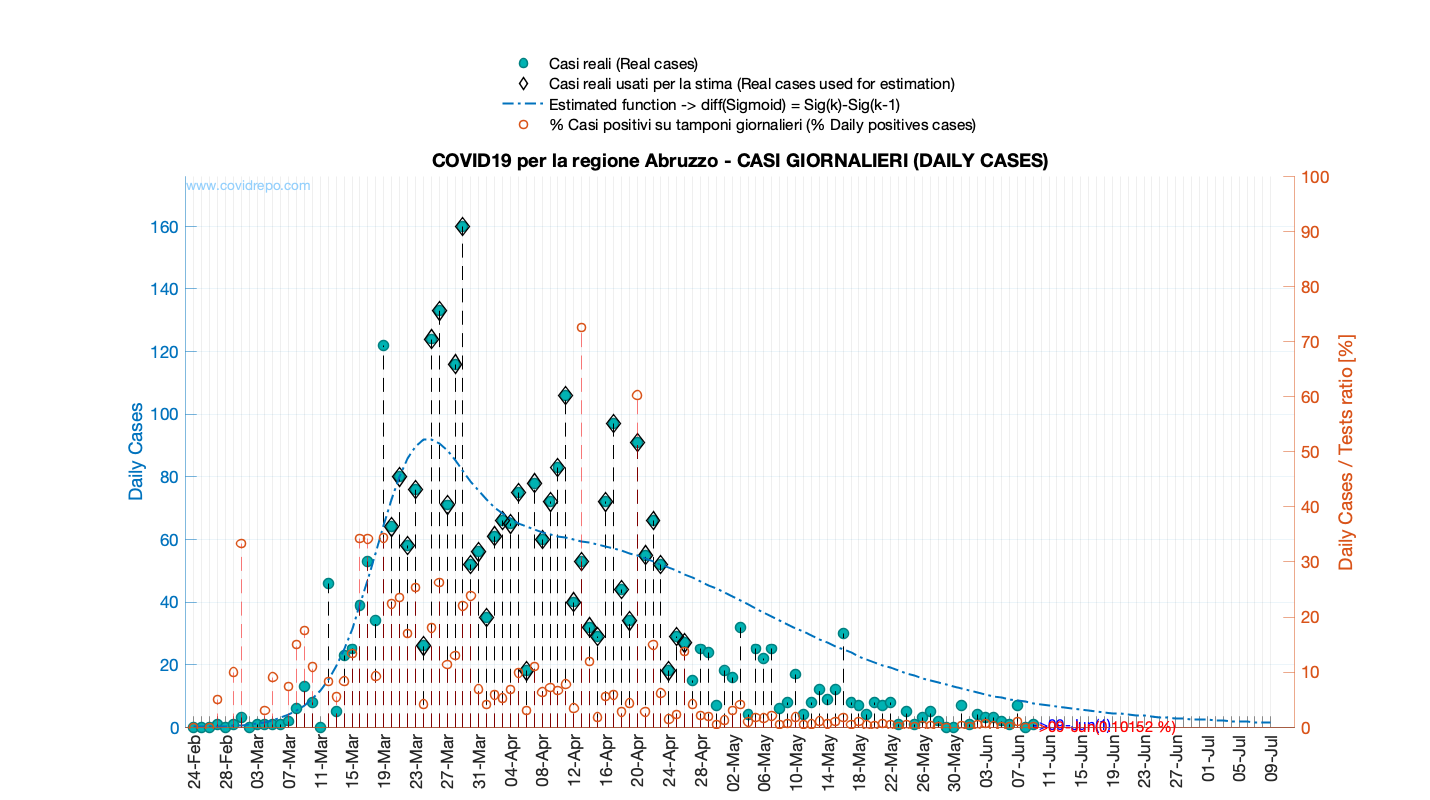 Casi reali (Real cases)
Casi reali usati per la stima (Real cases used for estimation)
Estimated function -> diff(Sigmoid) = Sig(k)-Sig(k-1)
% Casi positivi su tamponi giornalieri (% Daily positives cases)
COVID19 per la regione Abruzzo - CASI GIORNALIERI (DAILY CASES)
www.covidrepo.com
Daily Cases
0
20
40
60
80
100
120
140
160
Daily Cases / Tests ratio [%]
0
10
20
30
40
50
60
70
80
90
100
24-Feb
28-Feb
03-Mar
07-Mar
11-Mar
15-Mar
19-Mar
23-Mar
27-Mar
31-Mar
04-Apr
08-Apr
12-Apr
16-Apr
20-Apr
24-Apr
28-Apr
02-May
06-May
10-May
14-May
18-May
22-May
26-May
30-May
03-Jun
07-Jun
11-Jun
15-Jun
19-Jun
23-Jun
27-Jun
01-Jul
05-Jul
09-Jul